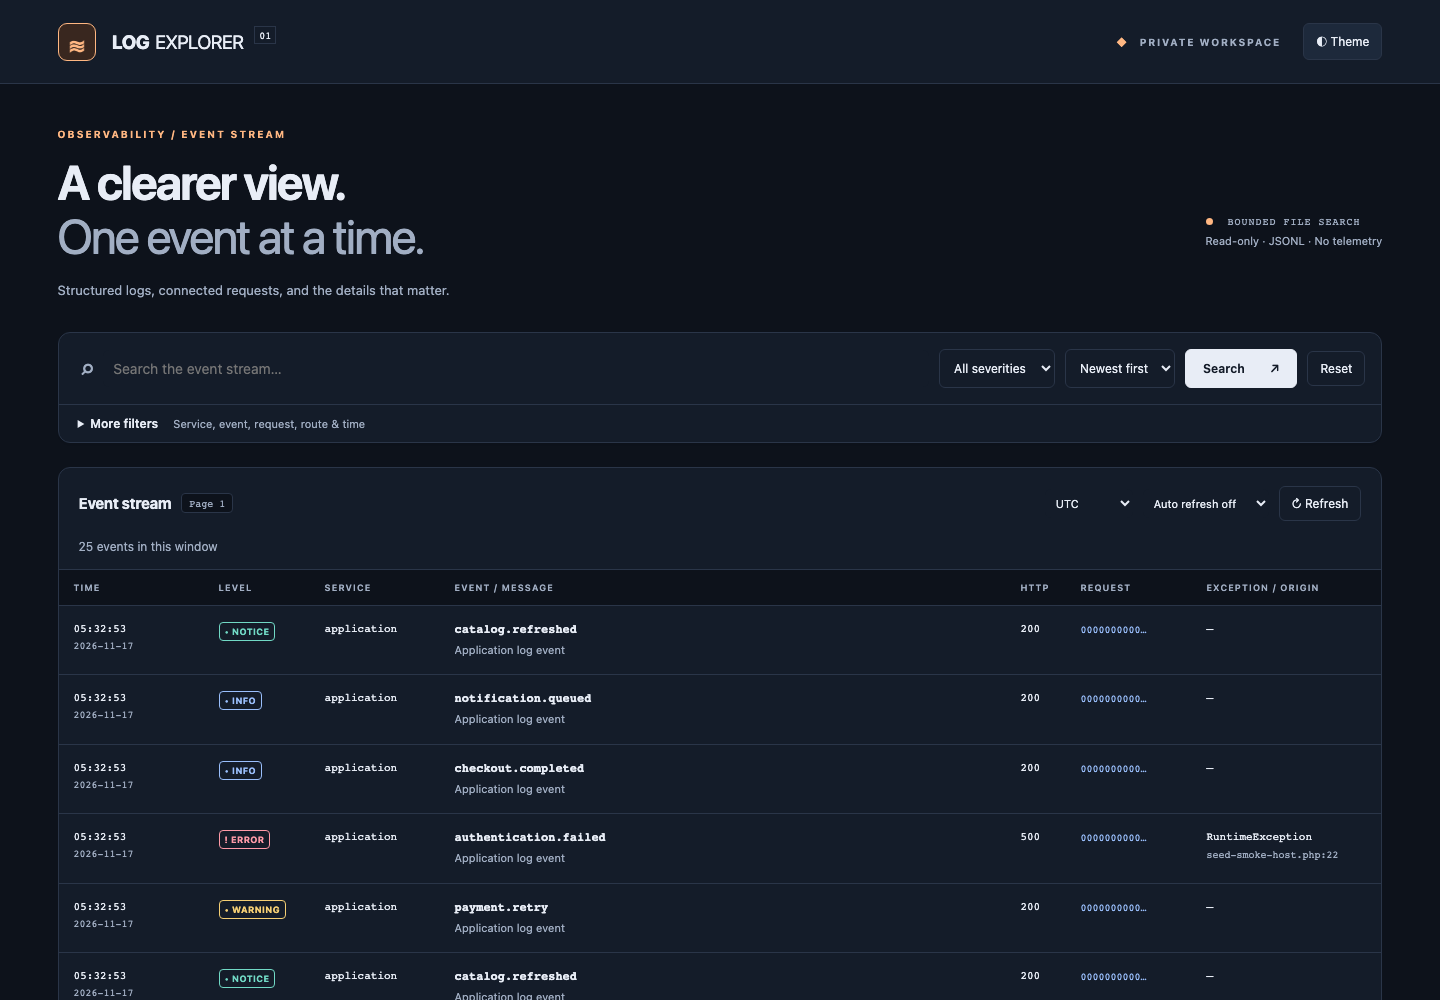 LOG EXPLORER 01
◆ PRIVATE WORKSPACE
◐ Theme
OBSERVABILITY / EVENT STREAM
A clearer view.
One event at a time.
BOUNDED FILE SEARCH
Read-only · JSONL · No telemetry
Structured logs, connected requests, and the details that matter.
Search the event stream... All severities Newest first Search ↗ Reset
▶ More filters Service, event, request, route & time
Event stream Page 1 UTC Auto refresh off ↻ Refresh
25 events in this window
TIME LEVEL SERVICE EVENT / MESSAGE HTTP REQUEST EXCEPTION / ORIGIN
05:32:53 • NOTICE application catalog.refreshed 200 0000000000… —
2026-11-17 Application log event
05:32:53 • INFO application notification.queued 200 0000000000… —
2026-11-17 Application log event
05:32:53 • INFO application checkout.completed 200 0000000000… —
2026-11-17 Application log event
05:32:53 ! ERROR application authentication.failed 500 0000000000… RuntimeException
2026-11-17 Application log event seed-smoke-host.php:22
05:32:53 • WARNING application payment.retry 200 0000000000… —
2026-11-17 Application log event
05:32:53 • NOTICE application catalog.refreshed 200 0000000000… —
2026-11-17 Application log event